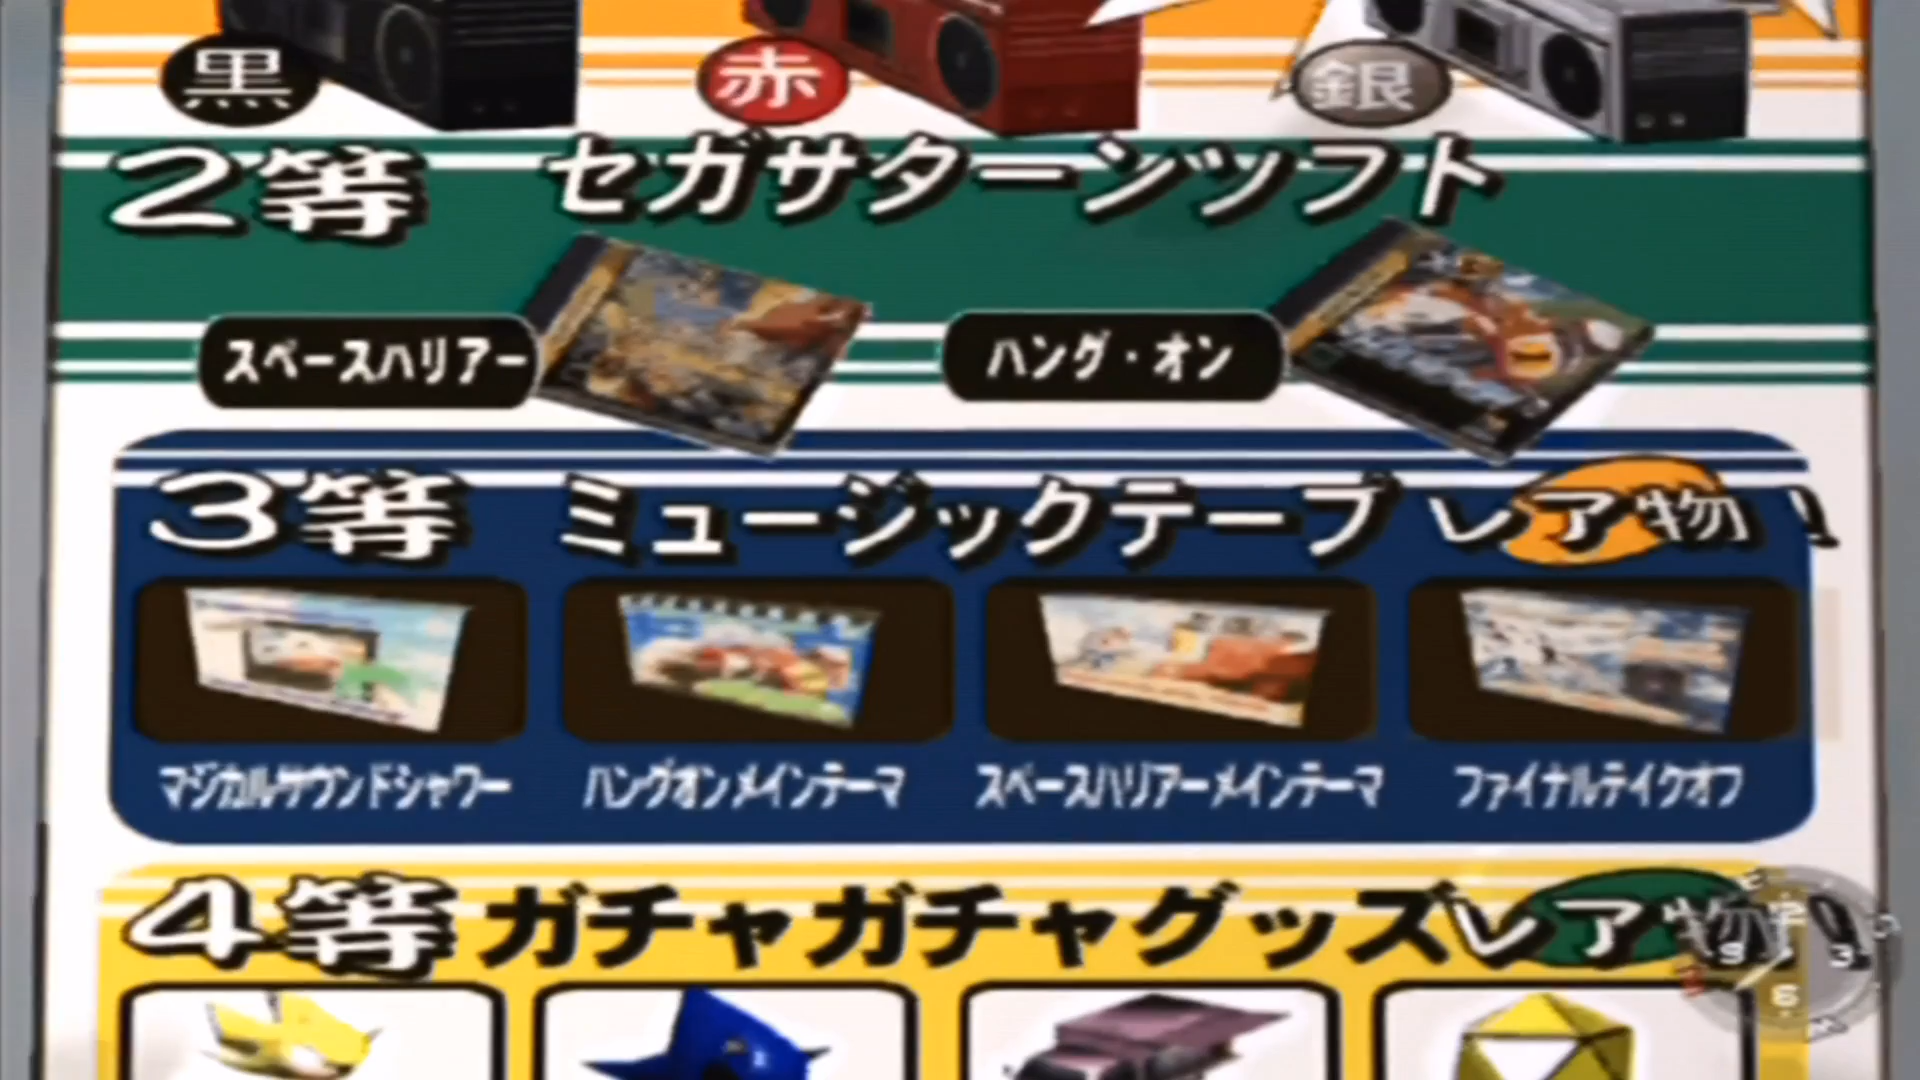 黒
赤
銀
2等 セガサターンソフト
スペースハリアー
ハング・オン
3等 ミュージックテープ レア物!
マジカルサウンドシャワー
ハングオンメインテーマ
スペースハリアーメインテーマ
ファイナルテイクオフ
4等 ガチャガチャグッズ レア物!
9
3
6